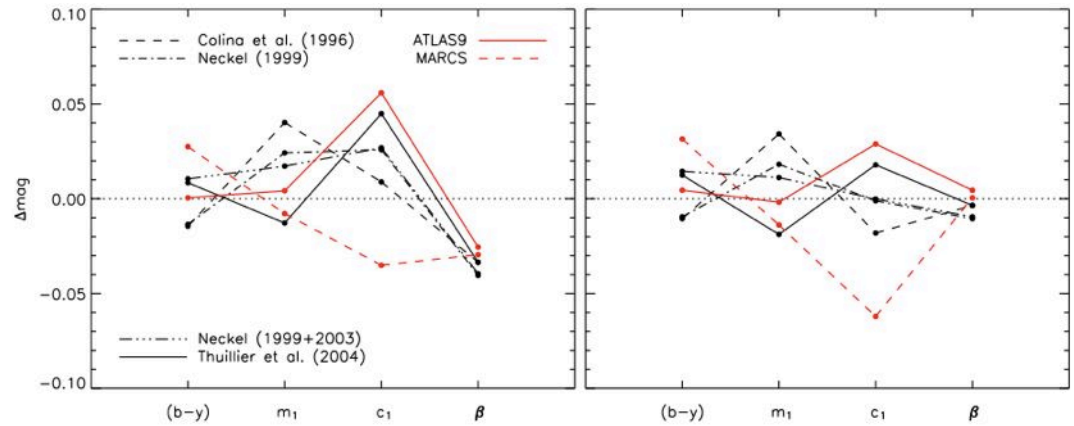 0.10
0.05
0.00
−0.05
−0.10
Δmag
Colina et al. (1996)
Neckel (1999)
ATLAS9
MARCS
Neckel (1999+2003)
Thuillier et al. (2004)
(b−y) m₁ c₁ β
(b−y) m₁ c₁ β